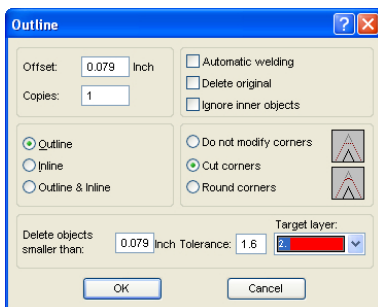 Outline
Offset: 0.079 Inch
Copies: 1
Automatic welding
Delete original
Ignore inner objects
Outline
Inline
Outline & Inline
Do not modify corners
Cut corners
Round corners
Delete objects smaller than: 0.079 Inch Tolerance: 1.6
Target layer:
2.
OK Cancel